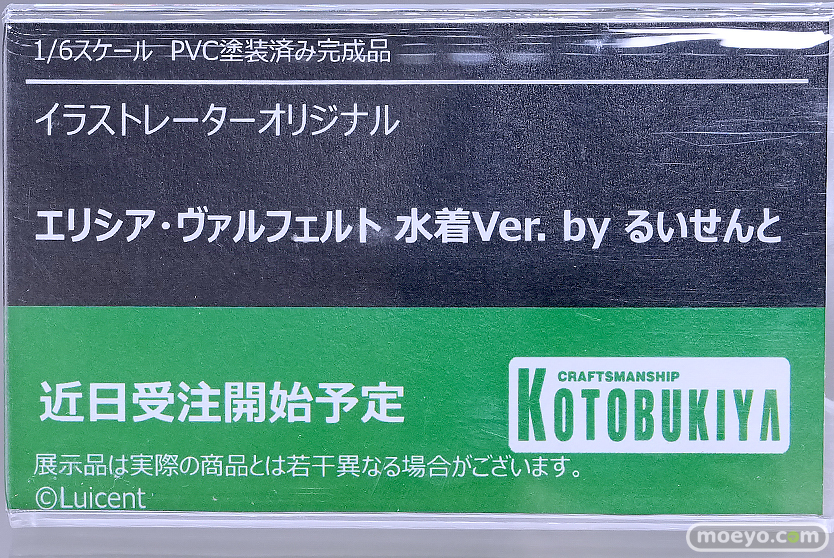 1/6スケール PVC塗装済み完成品
イラストレーターオリジナル
エリシア・ヴァルフェルト 水着Ver. by るいせんと
近日受注開始予定
CRAFTSMANSHIP
KOTOBUKIYA
展示品は実際の商品とは若干異なる場合がございます。
©Luicent
moeyo.com